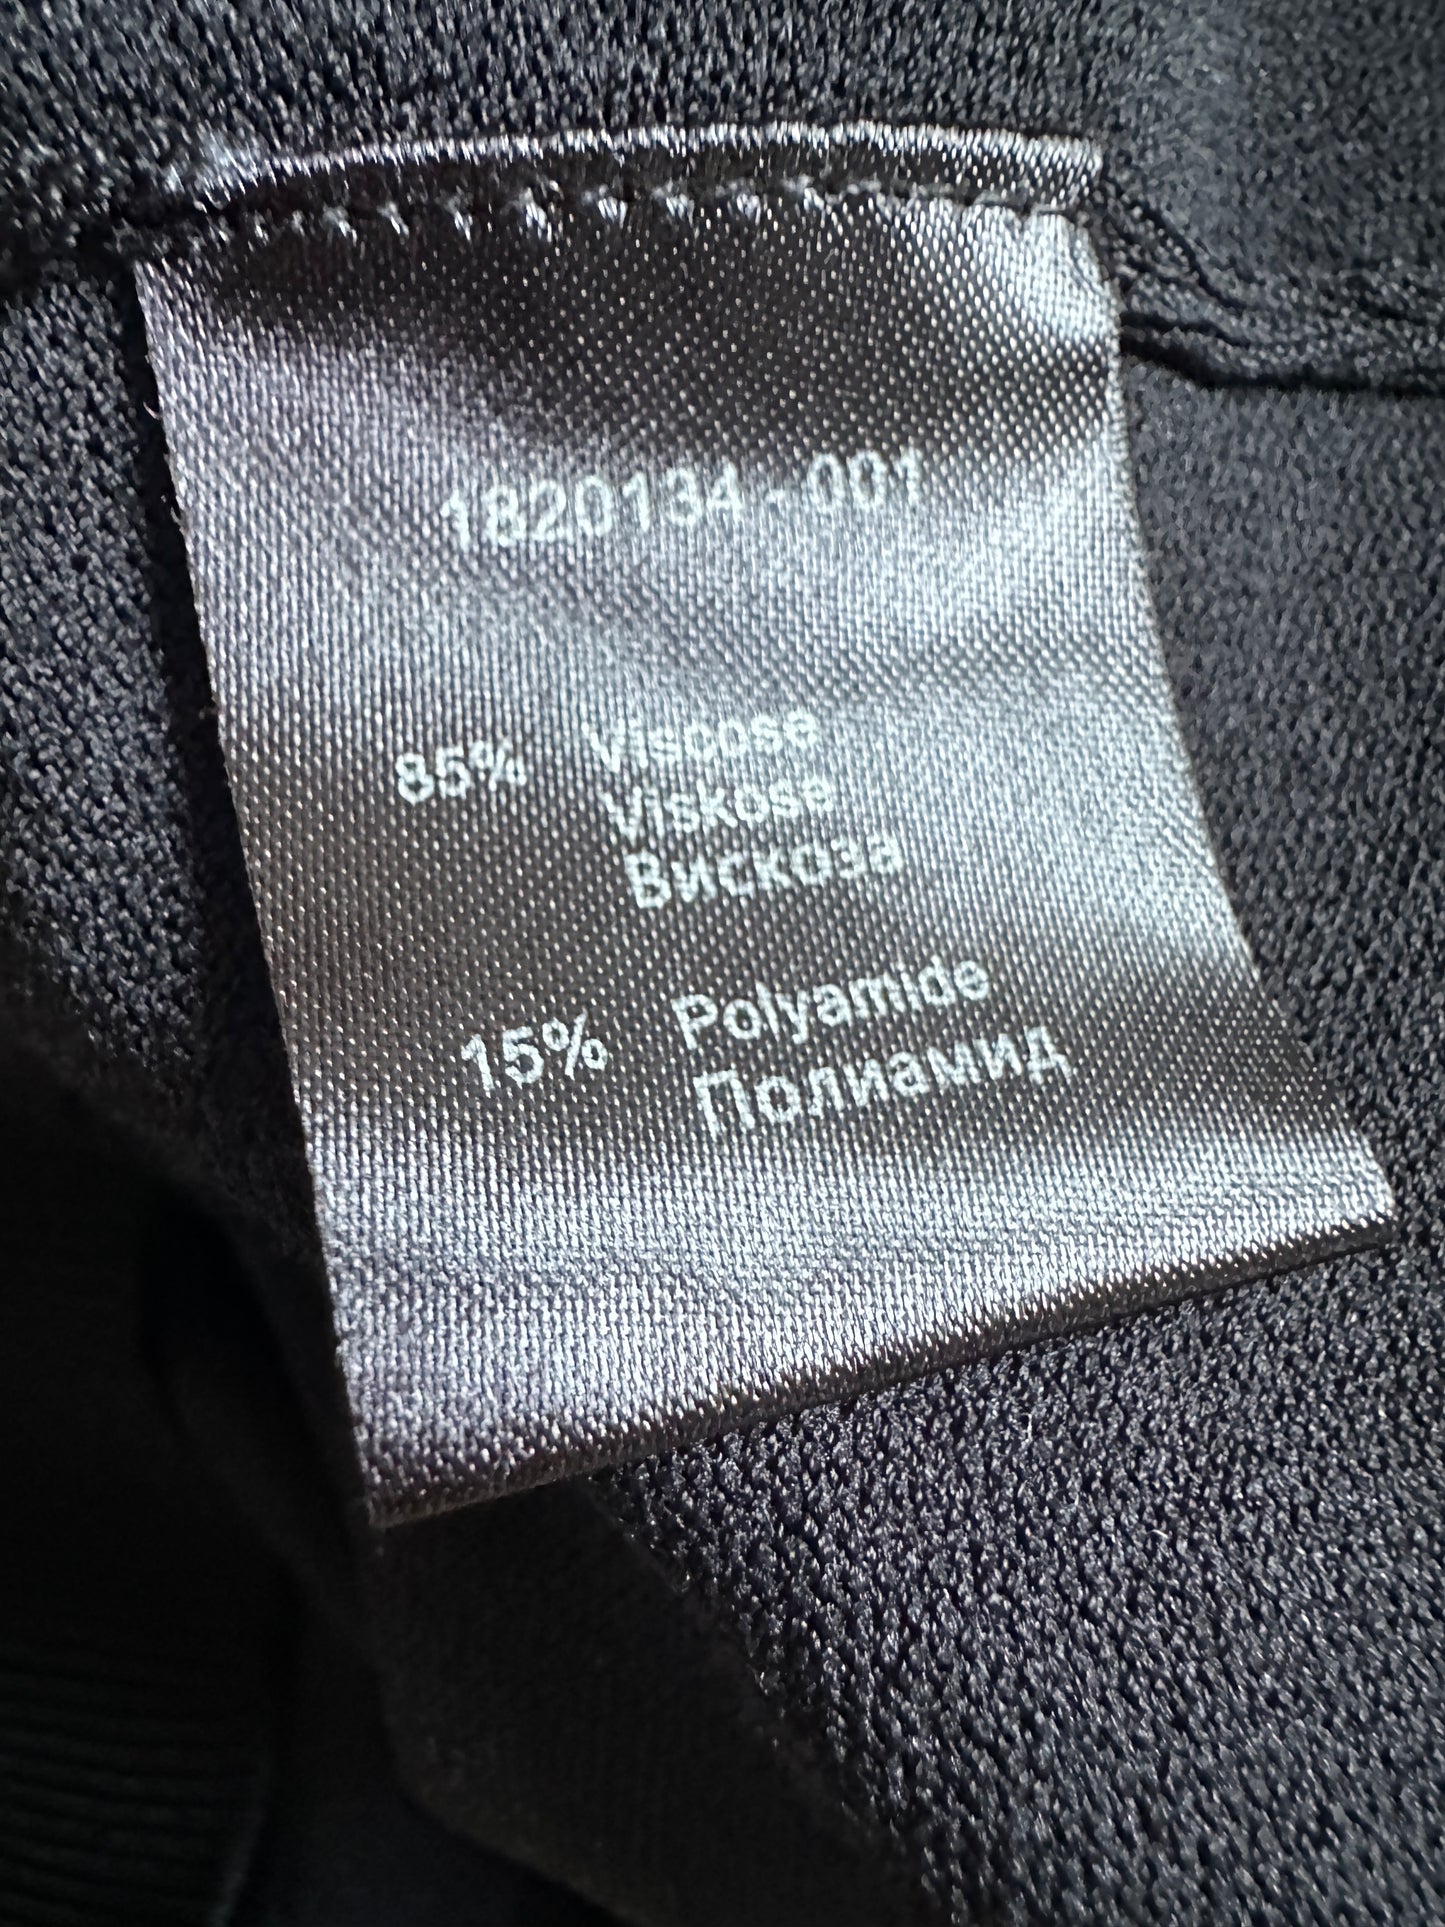 1820134-001
85% Viscose
Viskose
Вискоза
15% Polyamide
Полиамид